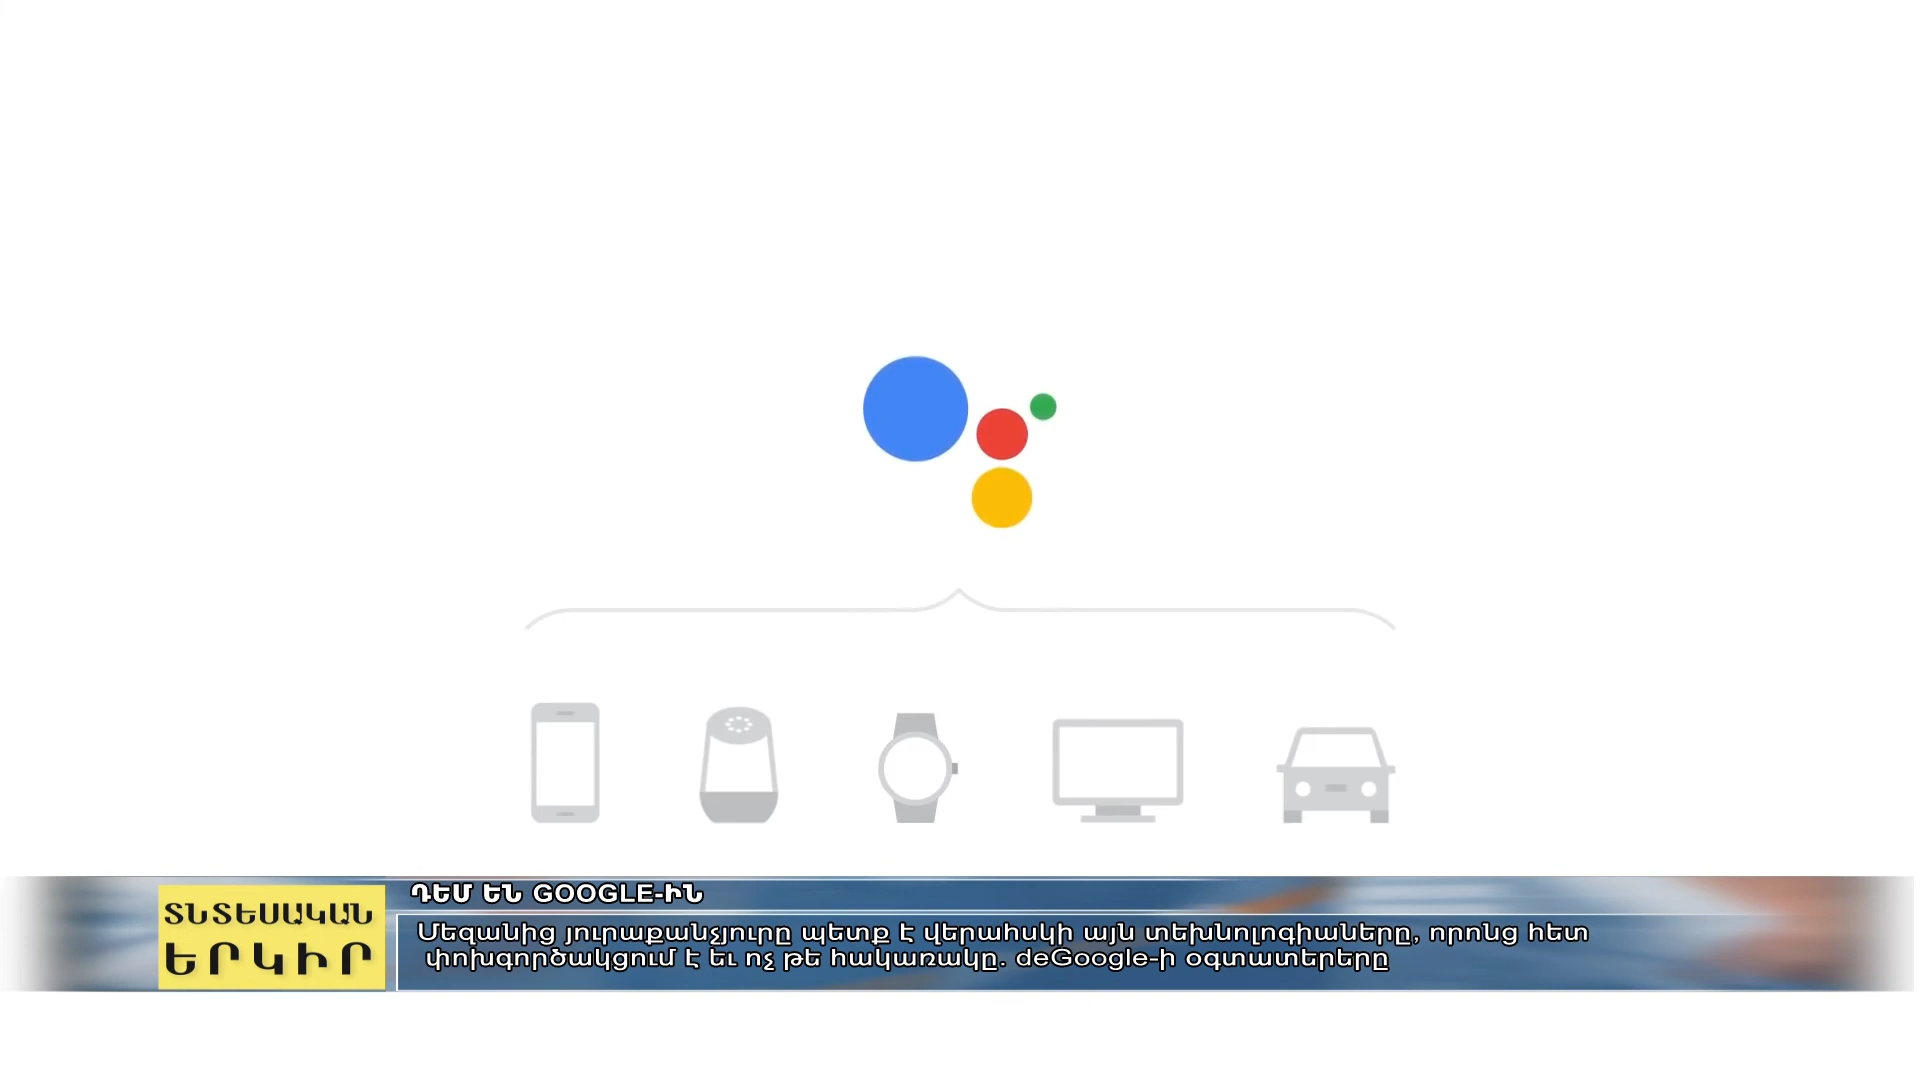 ՏՆՏԵՍԱԿԱՆ
ԵՐԿԻՐ
ԴԵՄ ԵՆ GOOGLE-ԻՆ
Մեզանից յուրաքանչյուրը պետք է վերահսկի այն տեխնոլոգիաները, որոնց հետ
փոխգործակցում է եւ ոչ թե հակառակը. deGoogle-ի օգտատերերը